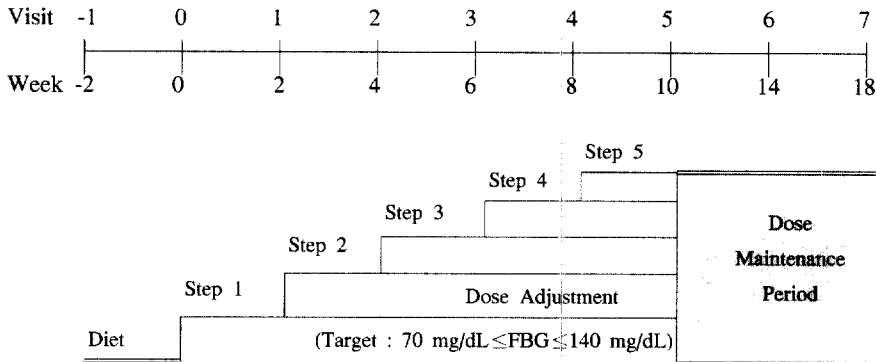 Visit -1 0 1 2 3 4 5 6 7
Week -2 0 2 4 6 8 10 14 18
Step 5
Step 4
Step 3
Step 2
Step 1
Diet
Dose Adjustment
(Target : 70 mg/dL ≤FBG≤140 mg/dL)
Dose
Maintenance
Period